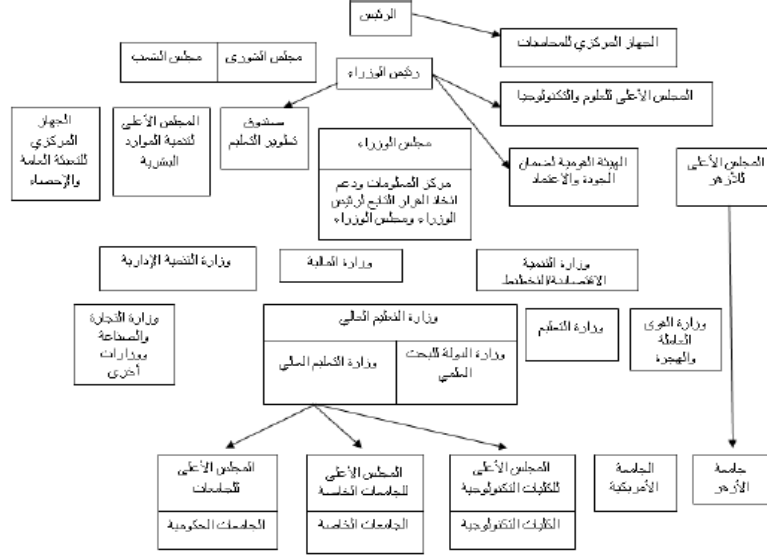 الرئيس
الجهاز المركزي للمحاسبات
مجلس الشورى
مجلس الشعب
رئيس الوزراء
المجلس الأعلى للعلوم والتكنولوجيا
صندوق
تطوير التعليم
المجلس الأعلى
لتنمية الموارد
البشرية
الجهاز
المركزي
للتعبئة العامة
والإحصاء
مجلس الوزراء
مركز المعلومات ودعم
اتخاذ القرار التابع لرئيس
الوزراء ومجلس الوزراء
الهيئة القومية لضمان
الجودة والاعتماد
المجلس الأعلى
للأزهر
وزارة التنمية
الاقتصادية/التخطيط
وزارة المالية
وزارة التنمية الإدارية
وزارة القوى
العاملة
والهجرة
وزارة التعليم
وزارة التعليم العالي
وزارة الدولة للبحث
العلمي
وزارة التعليم العالي
وزارة التجارة
والصناعة
ووزارات
أخرى
جامعة
الأزهر
الجامعة
الأمريكية
المجلس الأعلى
للكليات التكنولوجية
الكليات التكنولوجية
المجلس الأعلى
للجامعات الخاصة
الجامعات الخاصة
المجلس الأعلى
للجامعات
الجامعات الحكومية